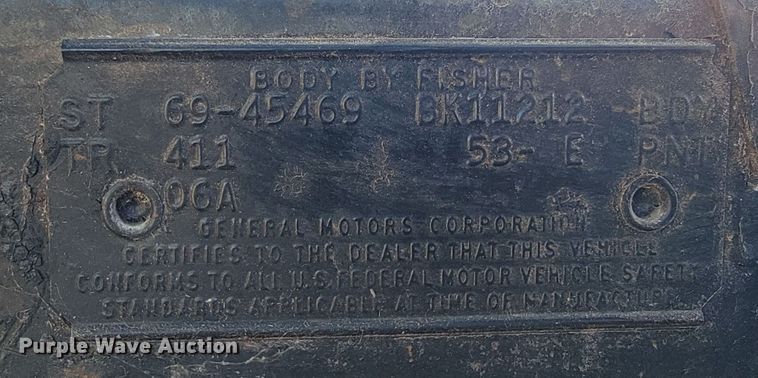 BODY BY FISHER
ST 69-45469 BK11212 BDY
TR 411 53- E PNT
06A
GENERAL MOTORS CORPORATION
CERTIFIES TO THE DEALER THAT THIS VEHICLE
CONFORMS TO ALL U.S. FEDERAL MOTOR VEHICLE SAFETY
STANDARDS APPLICABLE AT TIME OF MANUFACTURE
Purple Wave Auction